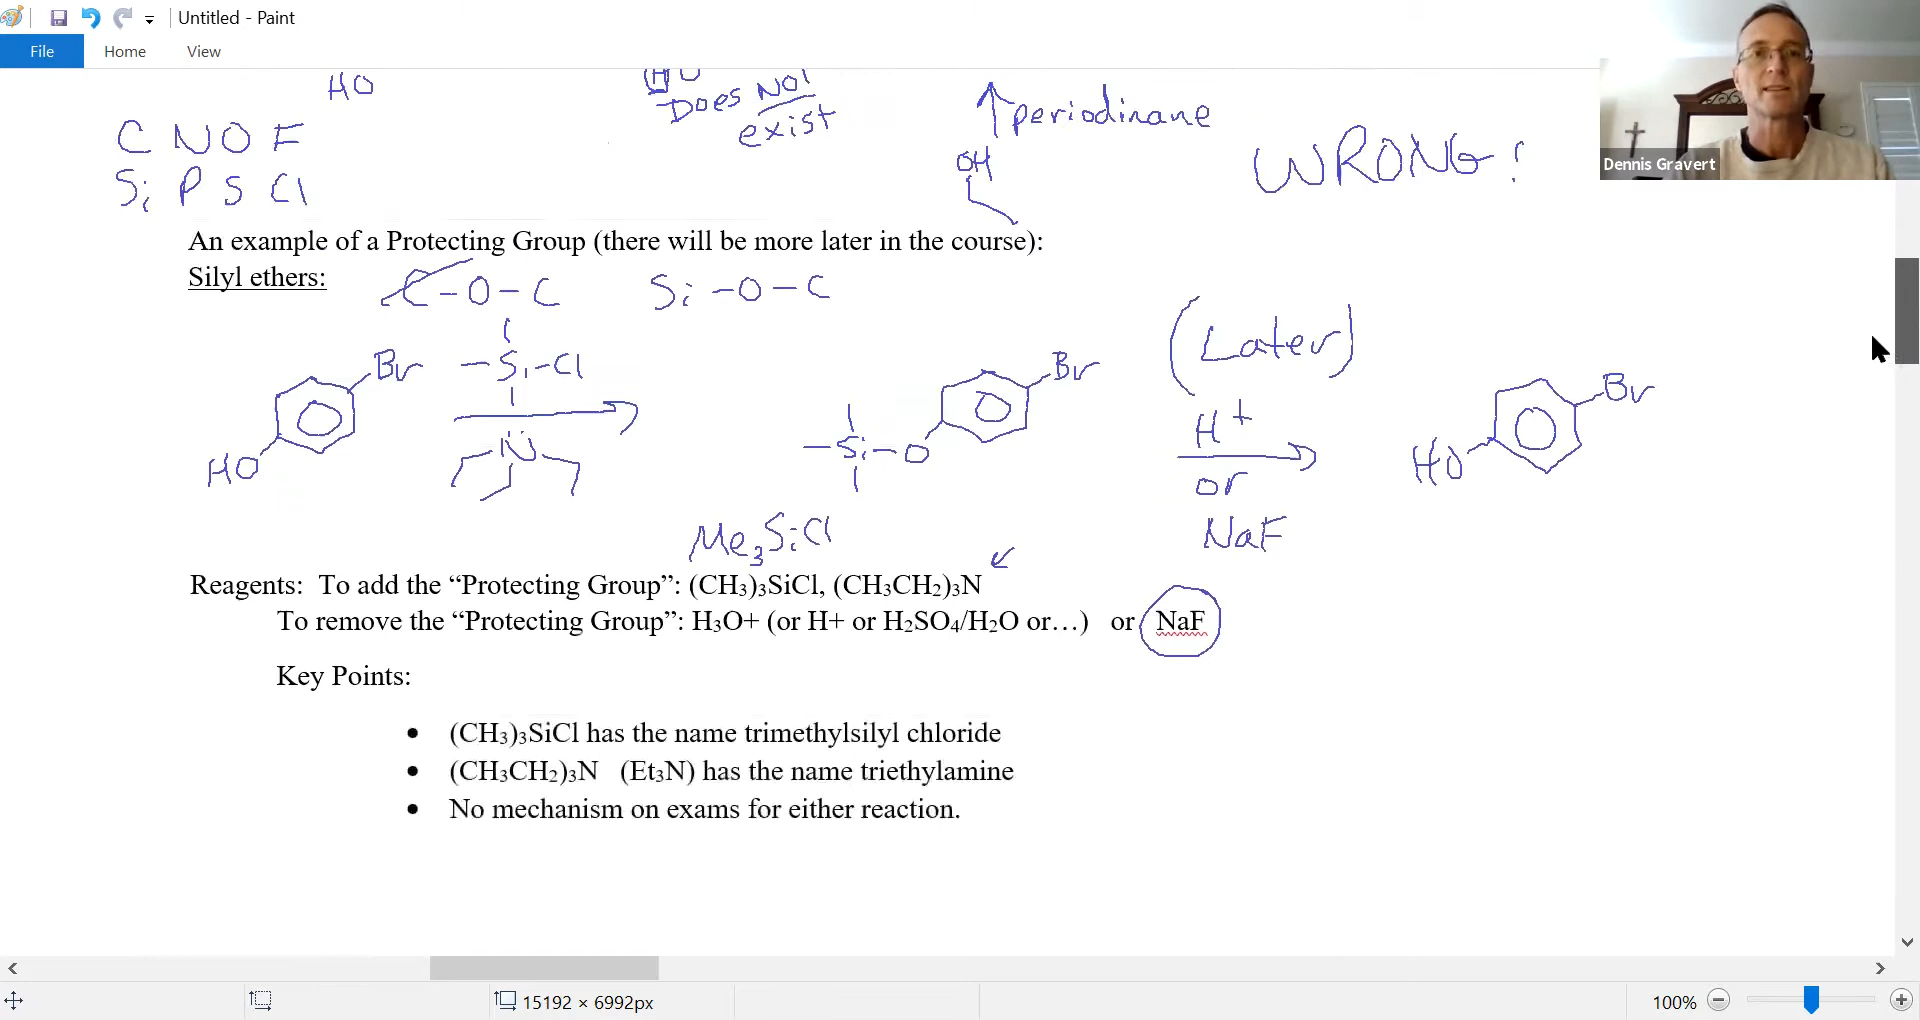 Untitled - Paint
File Home View
HO
Does NOT
exist
periodinane
C N O F
Si P S Cl
OH
WRONG!
Dennis Gravert
An example of a Protecting Group (there will be more later in the course):
Silyl ethers:
C-O-C
Si-O-C
(Later)
Br
-Si-Cl
Br
Br
HO
N
-Si-O
H+
or
NaF
HO
Me3SiCl
Reagents: To add the “Protecting Group”: (CH3)3SiCl, (CH3CH2)3N
To remove the “Protecting Group”: H3O+ (or H+ or H2SO4/H2O or…) or NaF
Key Points:
• (CH3)3SiCl has the name trimethylsilyl chloride
• (CH3CH2)3N (Et3N) has the name triethylamine
• No mechanism on exams for either reaction.
15192 × 6992px
100%